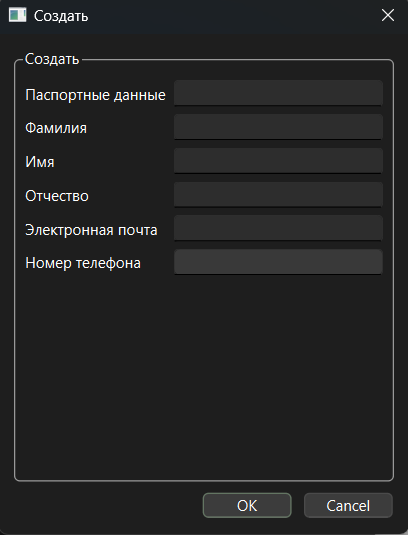 Создать
Создать
Паспортные данные
Фамилия
Имя
Отчество
Электронная почта
Номер телефона
OK Cancel